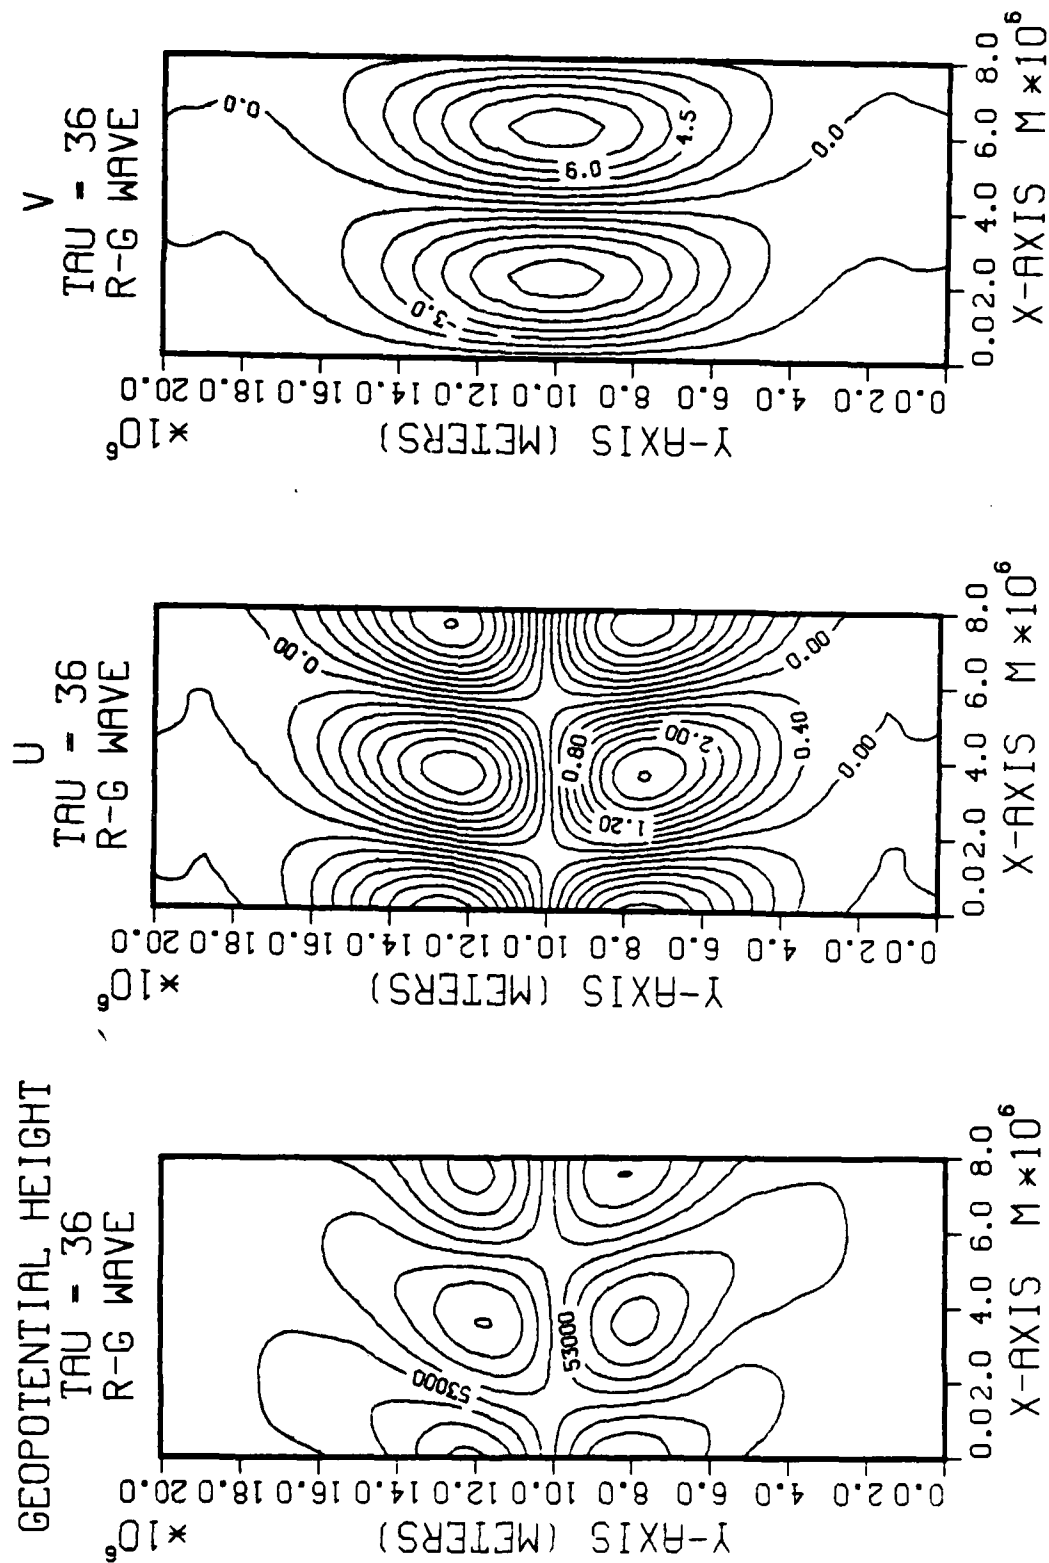 GEOPOTENTIAL HEIGHT
TAU = 36
R-G WAVE
53000
53000
*10⁶
Y-AXIS (METERS)
0.0 2.0 4.0 6.0 8.0 10.0 12.0 14.0 16.0 18.0 20.0
0.0 2.0 4.0 6.0 8.0
X-AXIS M *10⁶
U
TAU = 36
R-G WAVE
0.00
0.80
2.00
1.20
0.40
0.00
0.00
*10⁶
Y-AXIS (METERS)
0.0 2.0 4.0 6.0 8.0 10.0 12.0 14.0 16.0 18.0 20.0
0.0 2.0 4.0 6.0 8.0
X-AXIS M *10⁶
V
TAU = 36
R-G WAVE
0.0
4.5
6.0
-3.0
0.0
*10⁶
Y-AXIS (METERS)
0.0 2.0 4.0 6.0 8.0 10.0 12.0 14.0 16.0 18.0 20.0
0.0 2.0 4.0 6.0 8.0
X-AXIS M *10⁶